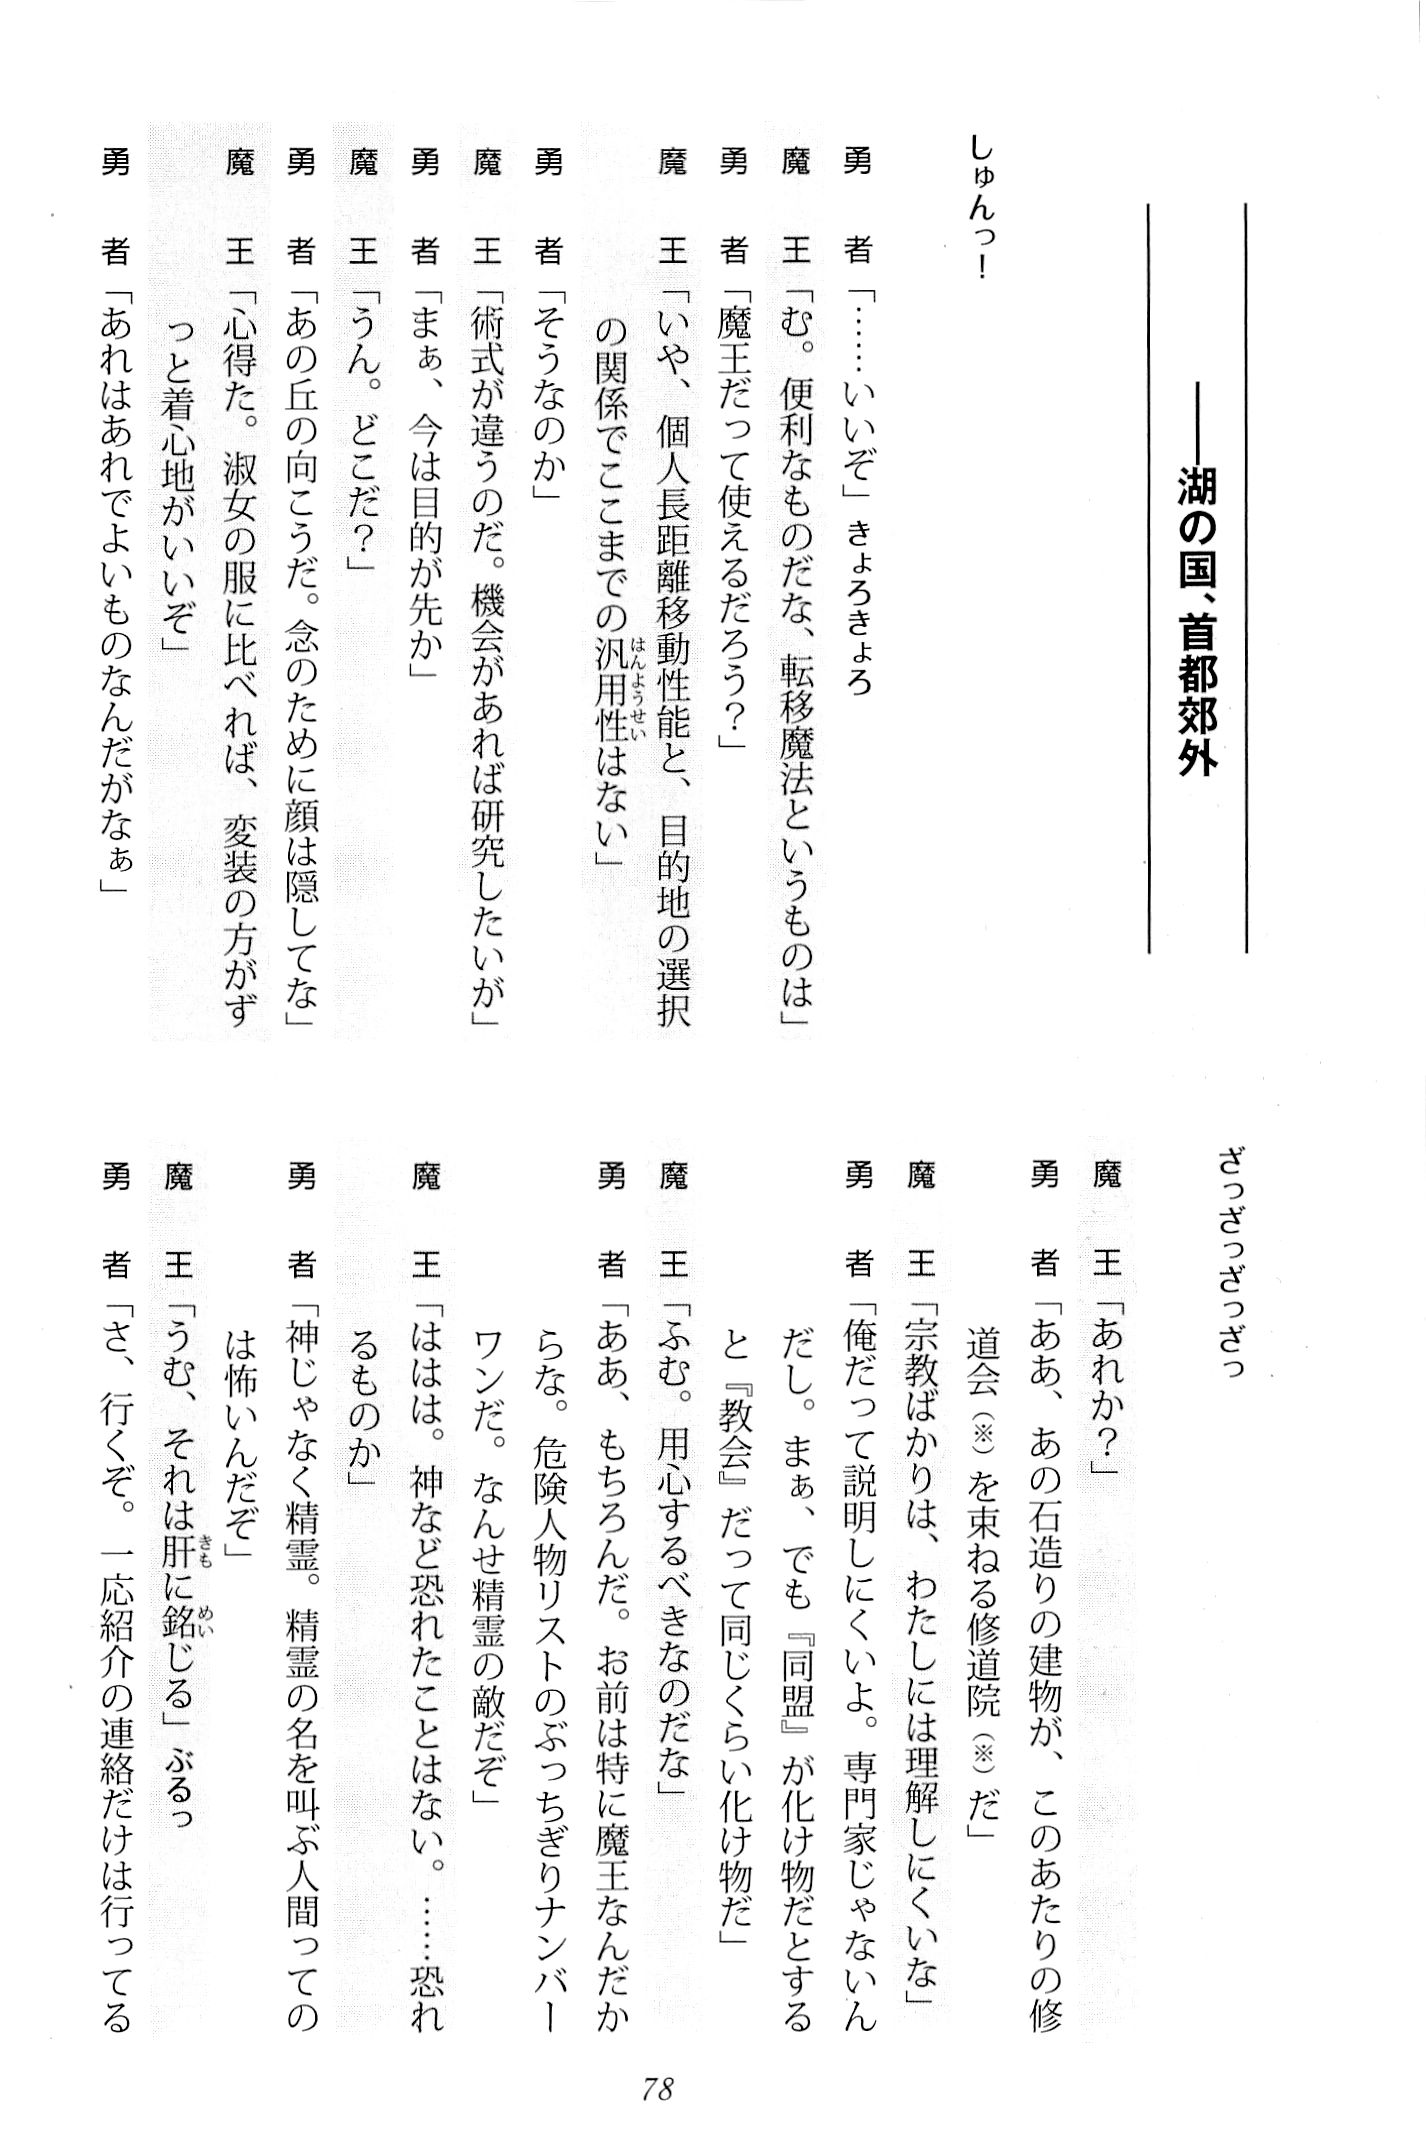 ――湖の国、首都郊外
しゅんっ！
勇　者「……いいぞ」きょろきょろ
魔　王「む。便利なものだな、転移魔法というものは」
勇　者「魔王だって使えるだろう？」
魔　王「いや、個人長距離移動性能と、目的地の選択
の関係でここまでの汎用性はない」
はんようせい
勇　者「そうなのか」
魔　王「術式が違うのだ。機会があれば研究したいが」
勇　者「まぁ、今は目的が先か」
魔　王「うん。どこだ？」
勇　者「あの丘の向こうだ。念のために顔は隠してな」
魔　王「心得た。淑女の服に比べれば、変装の方がず
っと着心地がいいぞ」
勇　者「あれはあれでよいものなんだがなぁ」
ざっざっざっざっ
魔　王「あれか？」
勇　者「ああ、あの石造りの建物が、このあたりの修
道会（※）を束ねる修道院（※）だ」
魔　王「宗教ばかりは、わたしには理解しにくいな」
勇　者「俺だって説明しにくいよ。専門家じゃないん
だし。まぁ、でも『同盟』が化け物だとする
と『教会』だって同じくらい化け物だ」
魔　王「ふむ。用心するべきなのだな」
勇　者「ああ、もちろんだ。お前は特に魔王なんだか
らな。危険人物リストのぶっちぎりナンバー
ワンだ。なんせ精霊の敵だぞ」
魔　王「ははは。神など恐れたことはない。……恐れ
るものか」
勇　者「神じゃなく精霊。精霊の名を叫ぶ人間っての
は怖いんだぞ」
魔　王「うむ、それは肝に銘じる」ぶるっ
きも　めい
勇　者「さ、行くぞ。一応紹介の連絡だけは行ってる
78